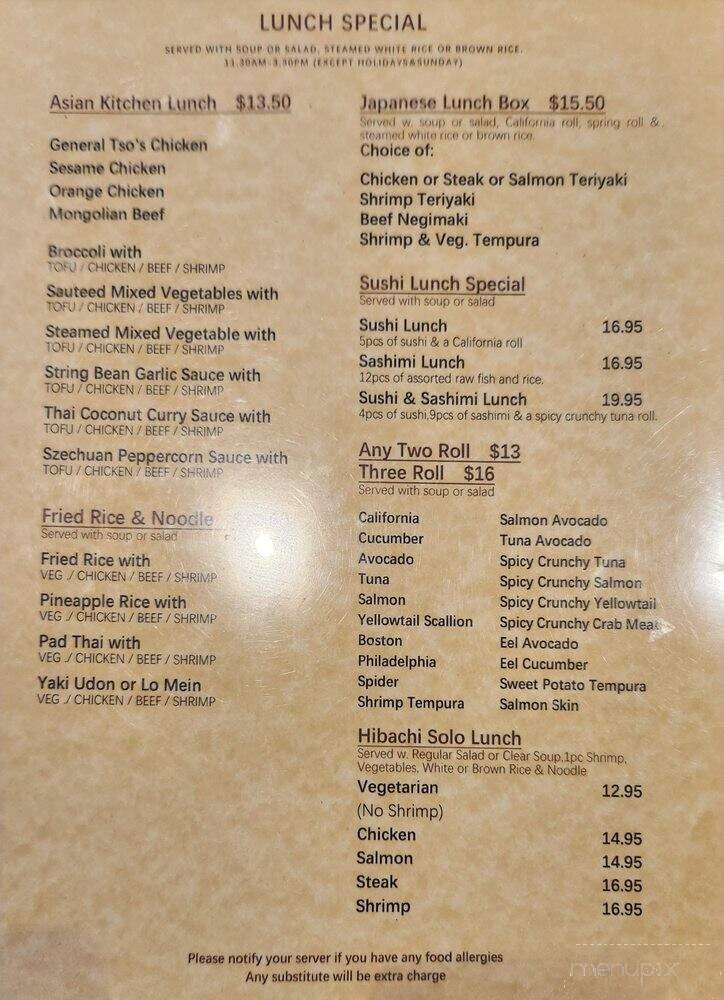 LUNCH SPECIAL
SERVED WITH SOUP OR SALAD, STEAMED WHITE RICE OR BROWN RICE.
11.30AM-3.30PM (EXCEPT HOLIDAYS&SUNDAY)
Asian Kitchen Lunch $13.50
General Tso's Chicken
Sesame Chicken
Orange Chicken
Mongolian Beef
Broccoli with
TOFU / CHICKEN / BEEF / SHRIMP
Sauteed Mixed Vegetables with
TOFU / CHICKEN / BEEF / SHRIMP
Steamed Mixed Vegetable with
TOFU / CHICKEN / BEEF / SHRIMP
String Bean Garlic Sauce with
TOFU / CHICKEN / BEEF / SHRIMP
Thai Coconut Curry Sauce with
TOFU / CHICKEN / BEEF / SHRIMP
Szechuan Peppercorn Sauce with
TOFU / CHICKEN / BEEF / SHRIMP
Fried Rice & Noodle
Served with soup or salad
Fried Rice with
VEG ./ CHICKEN / BEEF / SHRIMP
Pineapple Rice with
VEG ./ CHICKEN / BEEF / SHRIMP
Pad Thai with
VEG ./ CHICKEN / BEEF / SHRIMP
Yaki Udon or Lo Mein
VEG ./ CHICKEN / BEEF / SHRIMP
Japanese Lunch Box $15.50
Served w. soup or salad, California roll, spring roll &
steamed white rice or brown rice
Choice of:
Chicken or Steak or Salmon Teriyaki
Shrimp Teriyaki
Beef Negimaki
Shrimp & Veg. Tempura
Sushi Lunch Special
Served with soup or salad
Sushi Lunch 16.95
5pcs of sushi & a California roll
Sashimi Lunch 16.95
12pcs of assorted raw fish and rice.
Sushi & Sashimi Lunch 19.95
4pcs of sushi,9pcs of sashimi & a spicy crunchy tuna roll.
Any Two Roll $13
Three Roll $16
Served with soup or salad
California Salmon Avocado
Cucumber Tuna Avocado
Avocado Spicy Crunchy Tuna
Tuna Spicy Crunchy Salmon
Salmon Spicy Crunchy Yellowtail
Yellowtail Scallion Spicy Crunchy Crab Meat
Boston Eel Avocado
Philadelphia Eel Cucumber
Spider Sweet Potato Tempura
Shrimp Tempura Salmon Skin
Hibachi Solo Lunch
Served w. Regular Salad or Clear Soup,1pc Shrimp,
Vegetables, White or Brown Rice & Noodle
Vegetarian 12.95
(No Shrimp)
Chicken 14.95
Salmon 14.95
Steak 16.95
Shrimp 16.95
Please notify your server if you have any food allergies
Any substitute will be extra charge
menupix